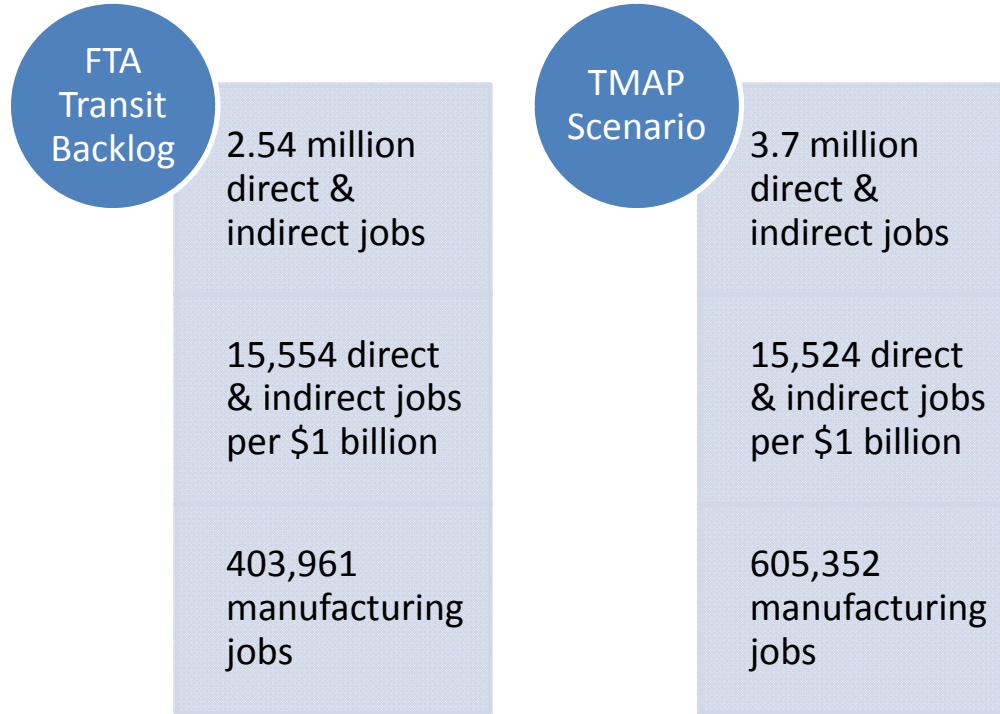 FTA
Transit
Backlog
2.54 million
direct &
indirect jobs
15,554 direct
& indirect jobs
per $1 billion
403,961
manufacturing
jobs
TMAP
Scenario
3.7 million
direct &
indirect jobs
15,524 direct
& indirect jobs
per $1 billion
605,352
manufacturing
jobs